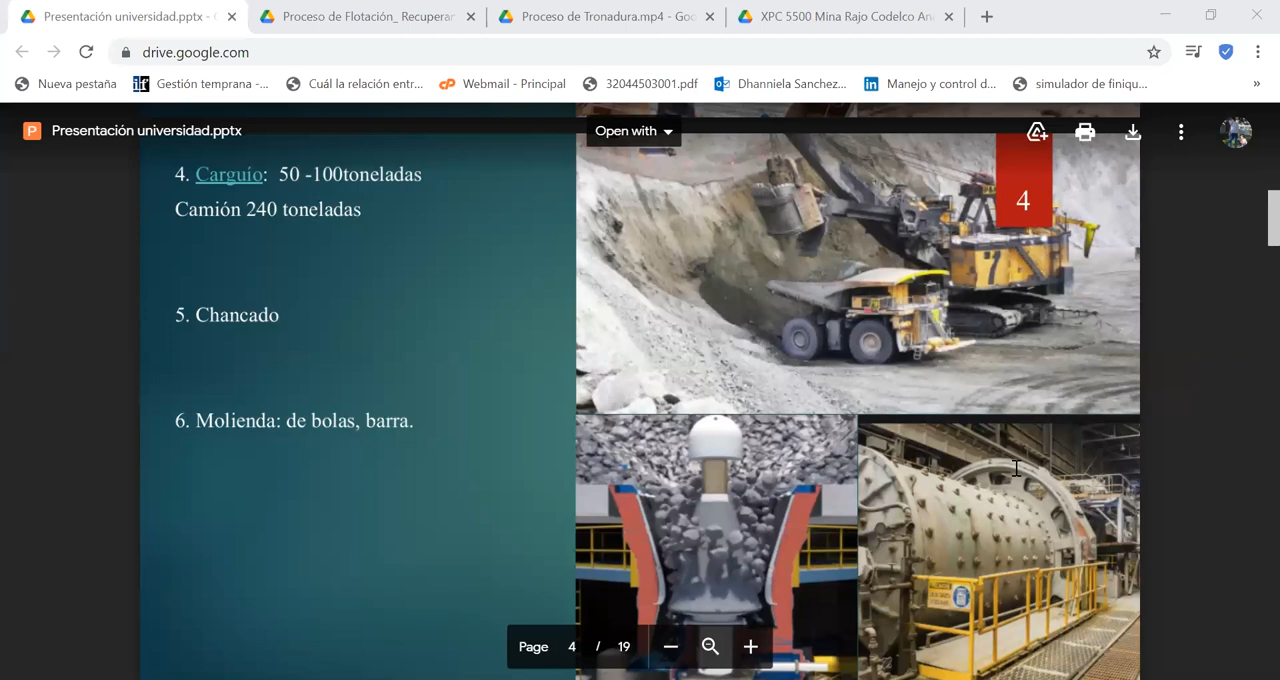 Presentación universidad.pptx - G
Proceso de Flotación_ Recuperar
Proceso de Tronadura.mp4 - Goo
XPC 5500 Mina Rajo Codelco An
drive.google.com
Nueva pestaña
Gestión temprana -...
Cuál la relación entr...
Webmail - Principal
32044503001.pdf
Dhanniela Sanchez...
Manejo y control d...
simulador de finiqu...
»
P Presentación universidad.pptx
Open with
4. Carguío: 50 -100toneladas
Camión 240 toneladas
4
7
5. Chancado
6. Molienda: de bolas, barra.
Page 4 / 19